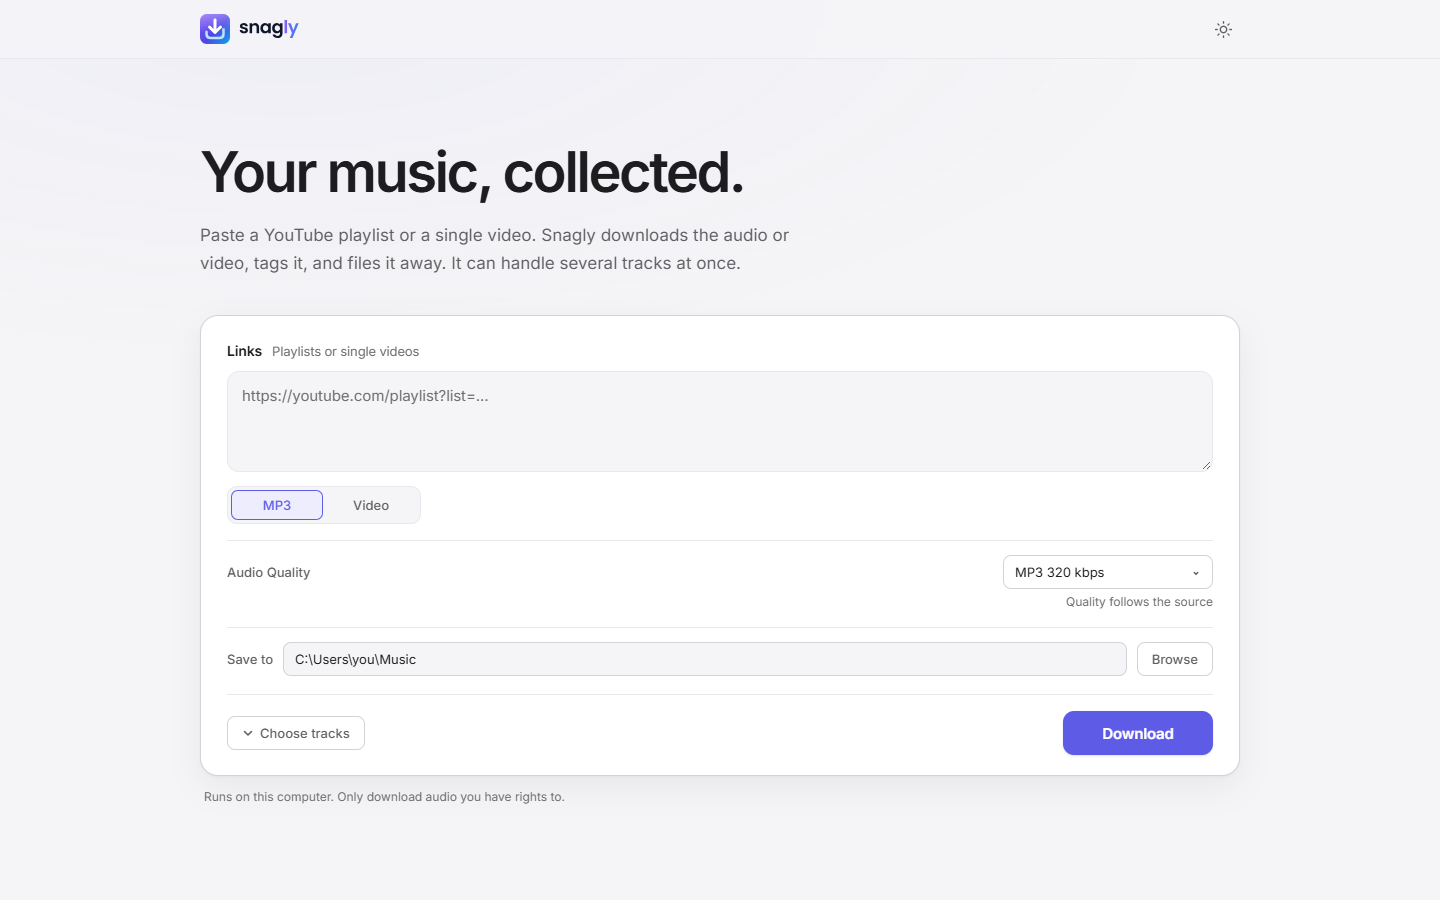 snagly
Your music, collected.
Paste a YouTube playlist or a single video. Snagly downloads the audio or
video, tags it, and files it away. It can handle several tracks at once.
Links Playlists or single videos
https://youtube.com/playlist?list=...
MP3 Video
Audio Quality MP3 320 kbps
Quality follows the source
Save to C:\Users\you\Music Browse
Choose tracks Download
Runs on this computer. Only download audio you have rights to.